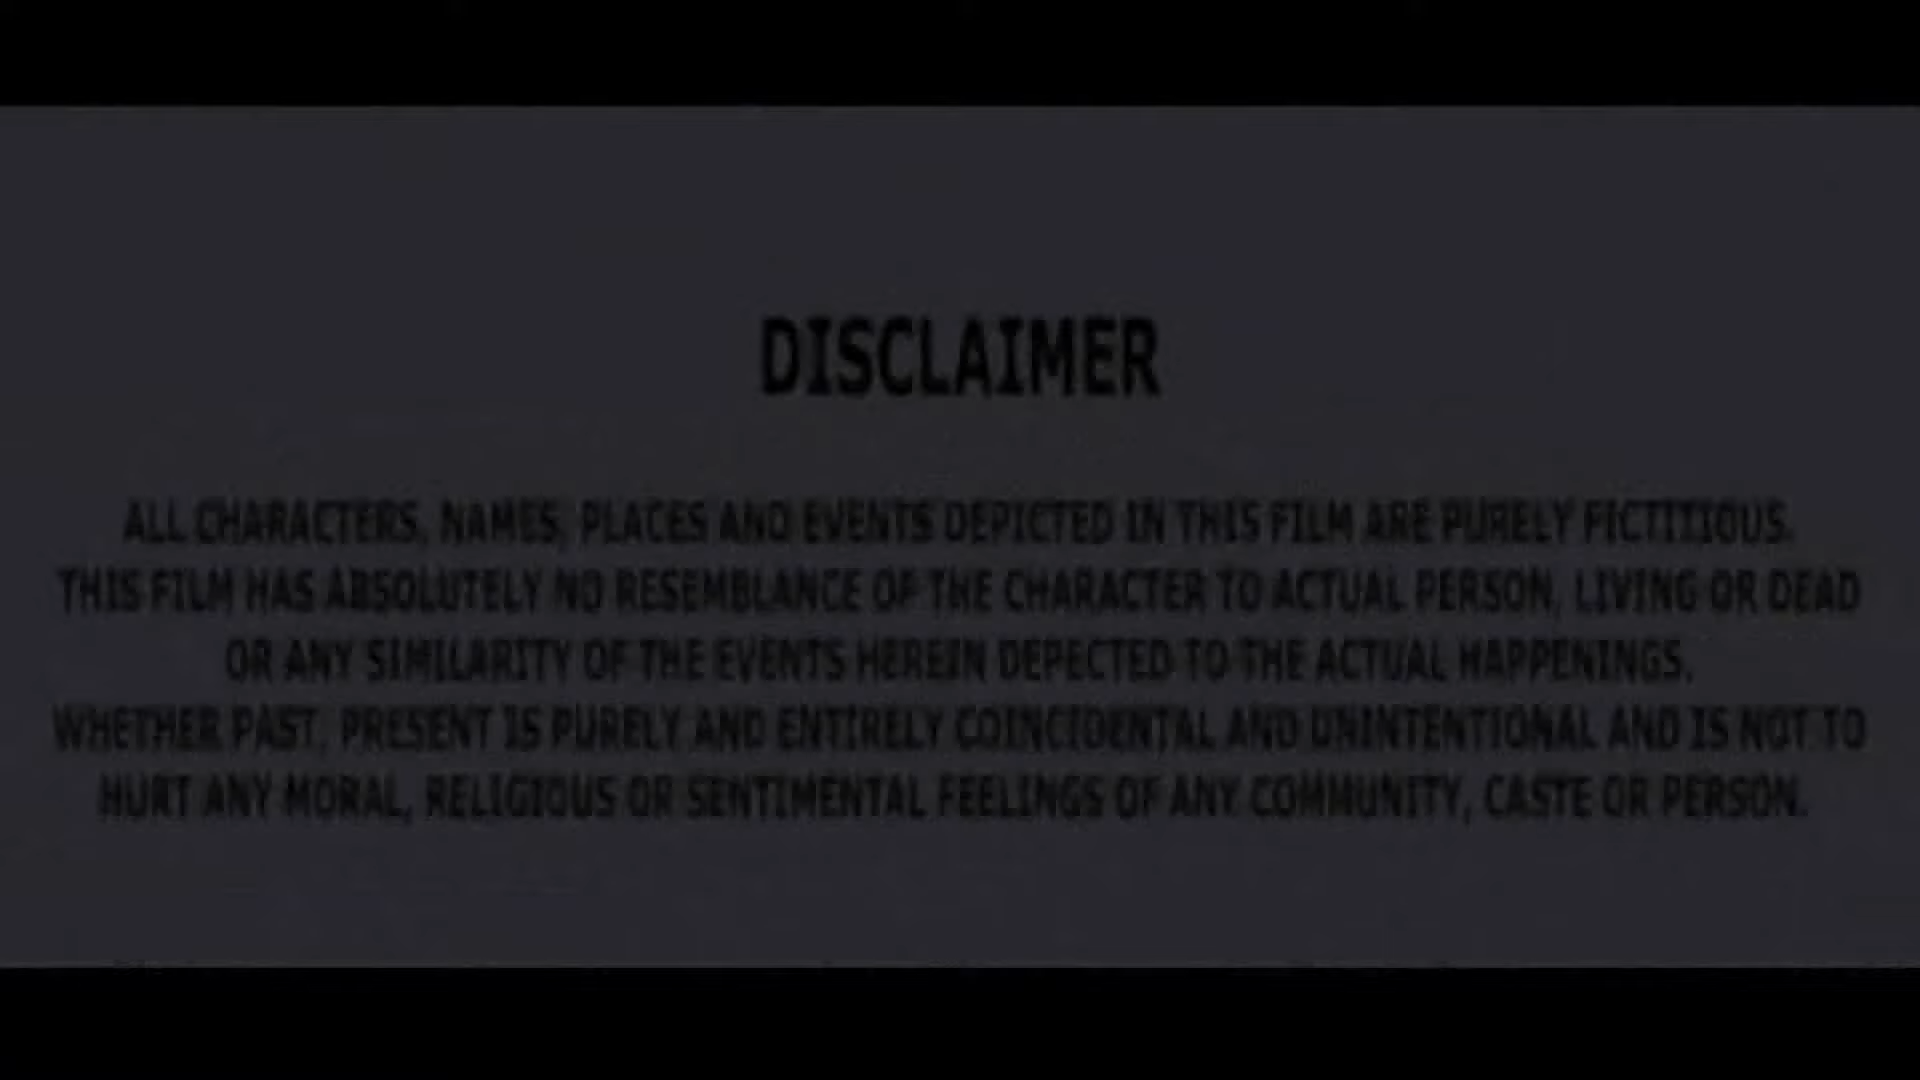 DISCLAIMER
ALL CHARACTERS, NAMES, PLACES AND EVENTS DEPICTED IN THIS FILM ARE PURELY FICTITIOUS.
THIS FILM HAS ABSOLUTELY NO RESEMBLANCE OF THE CHARACTER TO ACTUAL PERSON, LIVING OR DEAD
OR ANY SIMILARITY OF THE EVENTS HEREIN DEPECTED TO THE ACTUAL HAPPENINGS.
WHETHER PAST, PRESENT IS PURELY AND ENTIRELY COINCIDENTAL AND UNINTENTIONAL AND IS NOT TO
HURT ANY MORAL, RELIGIOUS OR SENTIMENTAL FEELINGS OF ANY COMMUNITY, CASTE OR PERSON.